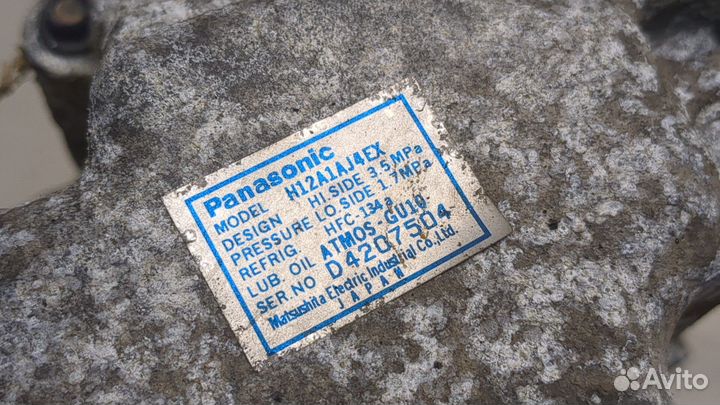 Panasonic
MODEL H12A1AJ4EX
DESIGN HI.SIDE 3.5MPa
PRESSURE LO.SIDE 1.7MPa
REFRIG. HFC-134a
LUB. OIL ATMOS-GU10-
SER.NO D4207504
Matsushita Electric Industrial Co.,Ltd.
JAPAN
Avito